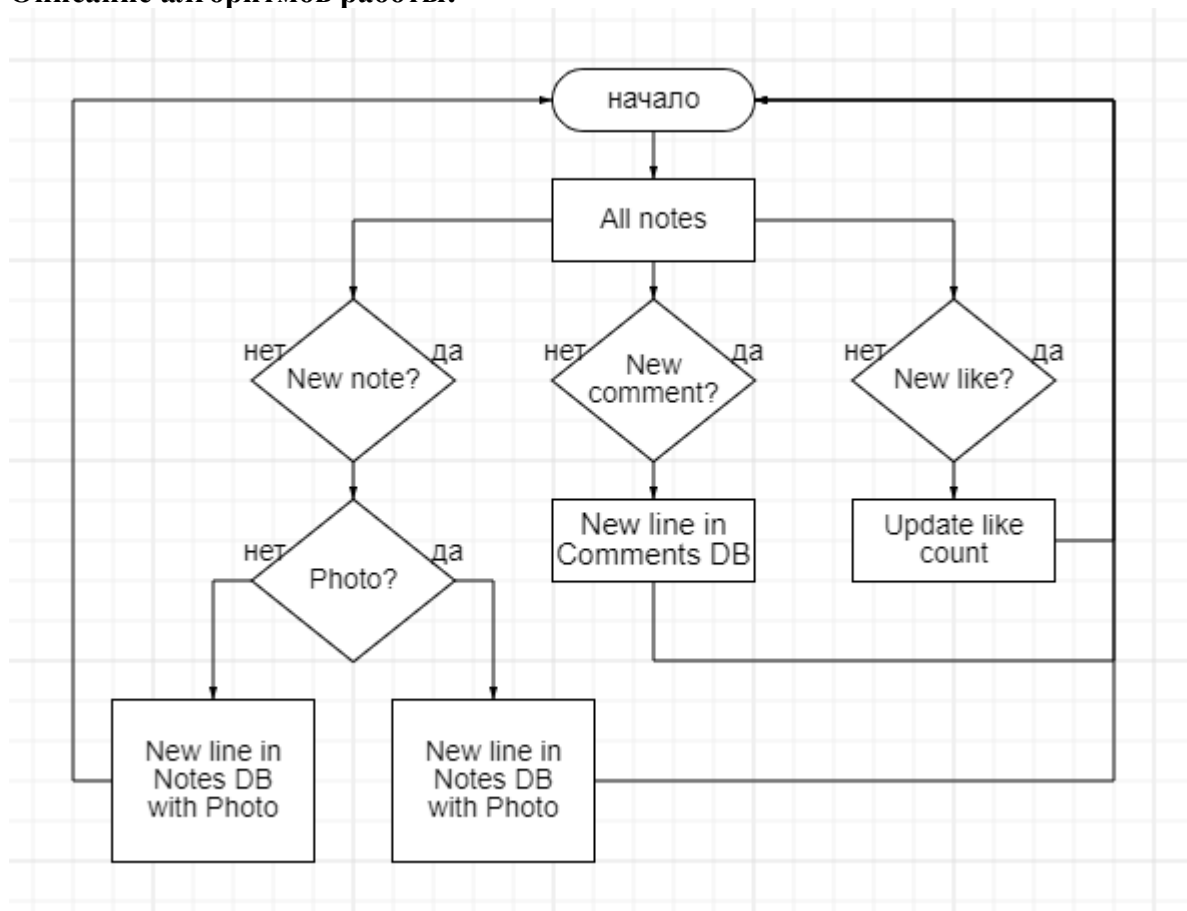 Описание алгоритмов работы:
начало
All notes
нет
да
New note?
нет
да
New
comment?
нет
да
New like?
нет
да
Photo?
New line in
Comments DB
Update like
count
New line in
Notes DB
with Photo
New line in
Notes DB
with Photo